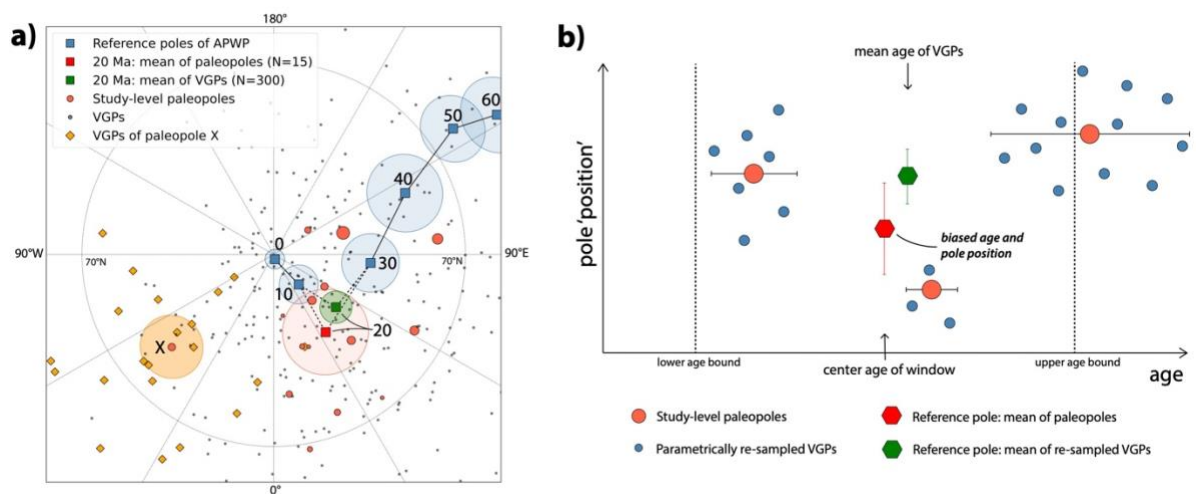 a)
180°
Reference poles of APWP
20 Ma: mean of paleopoles (N=15)
20 Ma: mean of VGPs (N=300)
Study-level paleopoles
VGPs
VGPs of paleopole X
60
50
40
0
90°W
70°N
30
70°N
90°E
10
20
X
0°
b)
mean age of VGPs
pole 'position'
biased age and
pole position
lower age bound
center age of window
upper age bound
age
Study-level paleopoles
Reference pole: mean of paleopoles
Parametrically re-sampled VGPs
Reference pole: mean of re-sampled VGPs